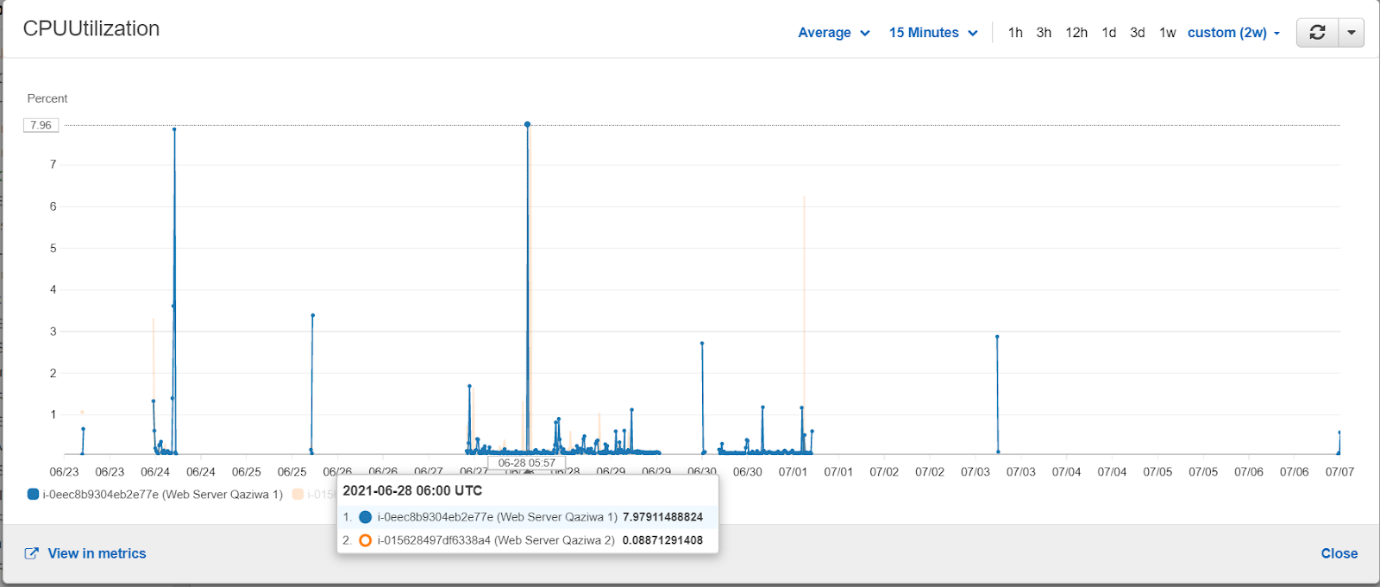 CPUUtilization
Average 15 Minutes 1h 3h 12h 1d 3d 1w custom (2w)
Percent
7.96
7
6
5
4
3
2
1
06/23 06/23 06/24 06/24 06/25 06/25 06/26 06/26 06/27 06/27 06/28 06/29 06/29 06/30 06/30 07/01 07/01 07/02 07/02 07/03 07/03 07/04 07/04 07/05 07/05 07/06 07/06 07/07
06-28 05:57
i-0eec8b9304eb2e77e (Web Server Qaziwa 1) i-0156
2021-06-28 06:00 UTC
1. i-0eec8b9304eb2e77e (Web Server Qaziwa 1) 7.97911488824
2. i-015628497df6338a4 (Web Server Qaziwa 2) 0.08871291408
View in metrics
Close